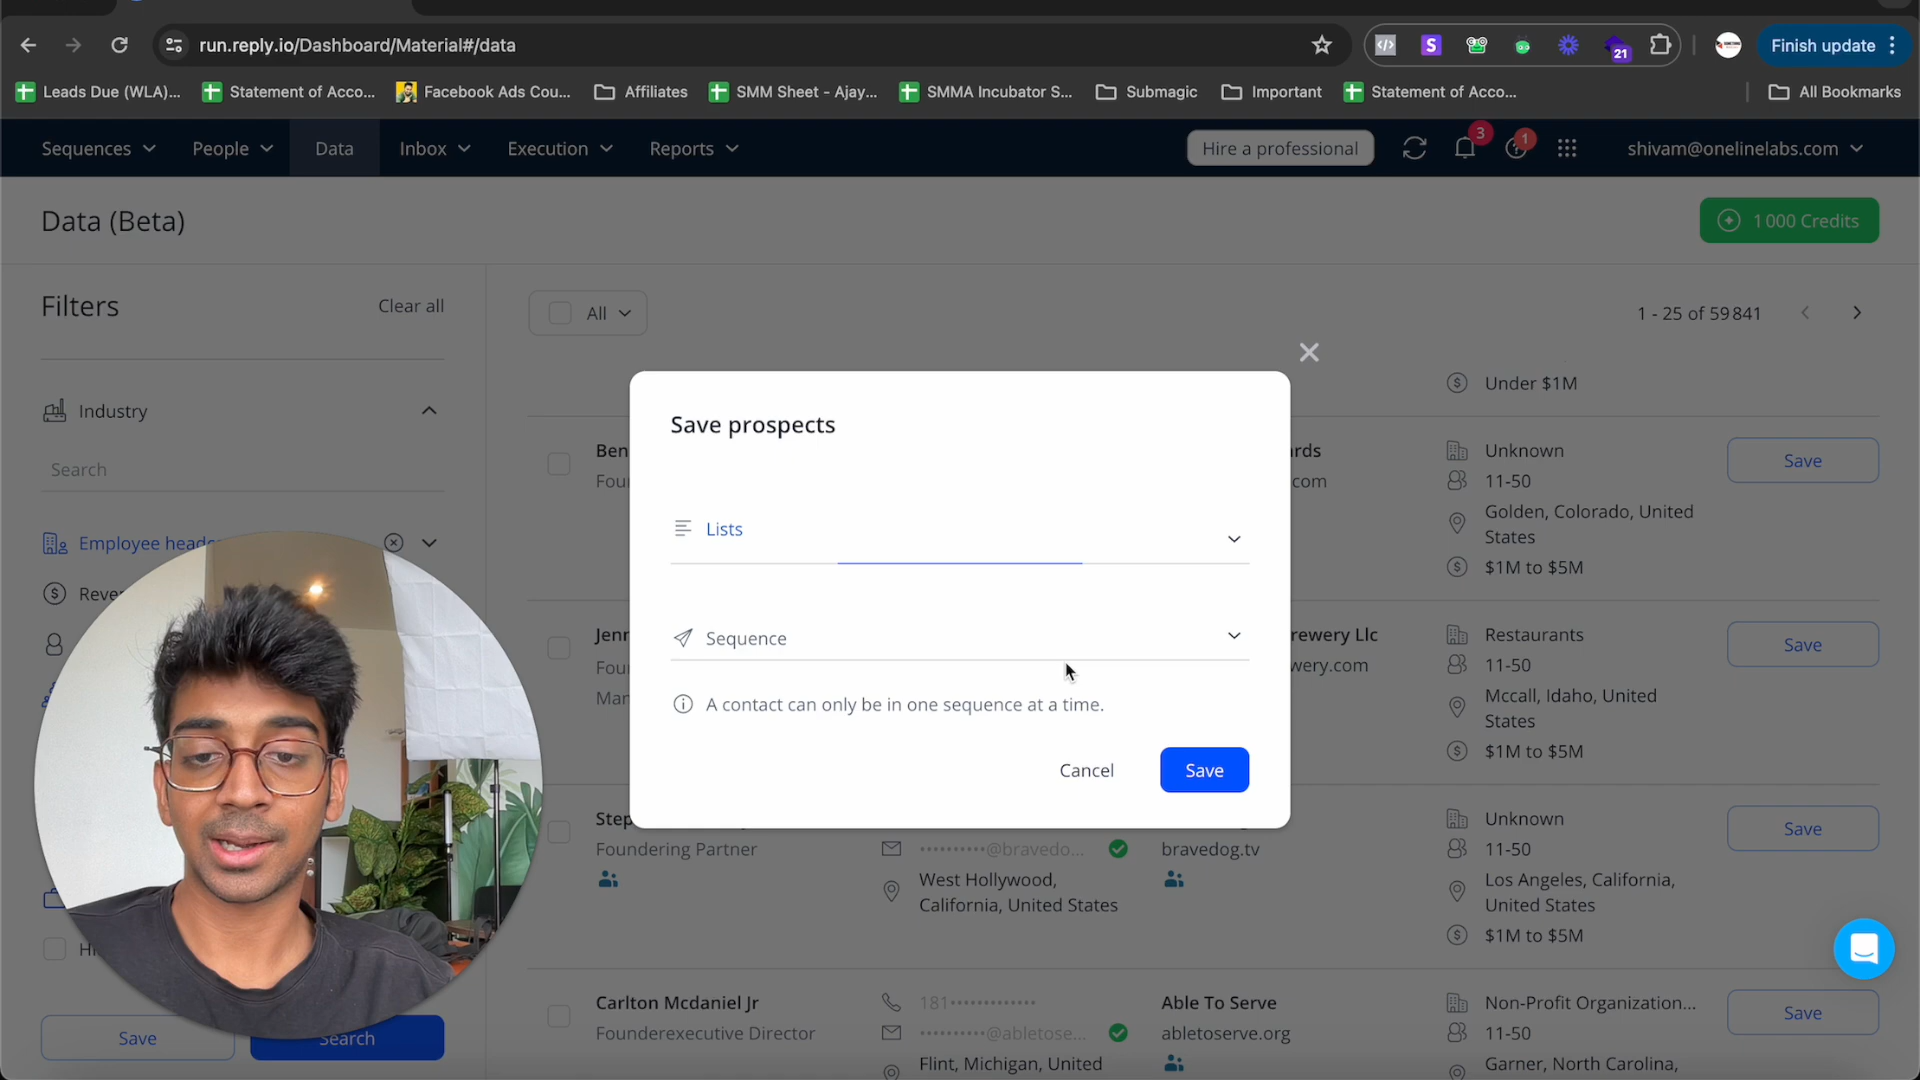 run.reply.io/Dashboard/Material#/data
S
21
Finish update
Leads Due (WLA)...
Statement of Acco...
Facebook Ads Cou...
Affiliates
SMM Sheet - Ajay...
SMMA Incubator S...
Submagic
Important
Statement of Acco...
All Bookmarks
Sequences
People
Data
Inbox
Execution
Reports
Hire a professional
3
1
shivam@onelinelabs.com
Data (Beta)
1 000 Credits
Filters
Clear all
All
1 - 25 of 59 841
Industry
Search
Employee head
Reve
Save
Search
Save prospects
Lists
Sequence
A contact can only be in one sequence at a time.
Cancel
Save
Under $1M
Ben
Fou
rds
com
Unknown
11-50
Golden, Colorado, United
States
$1M to $5M
Save
Jenn
Foun
Man
rewery Llc
wery.com
Restaurants
11-50
Mccall, Idaho, United
States
$1M to $5M
Save
Step
Foundering Partner
•••••••••@bravedo...
West Hollywood,
California, United States
bravedog.tv
Unknown
11-50
Los Angeles, California,
United States
$1M to $5M
Save
Carlton Mcdaniel Jr
Founderexecutive Director
181•••••••••••••
•••••••••@abletose...
Flint, Michigan, United
Able To Serve
abletoserve.org
Non-Profit Organization...
11-50
Garner, North Carolina,
Save